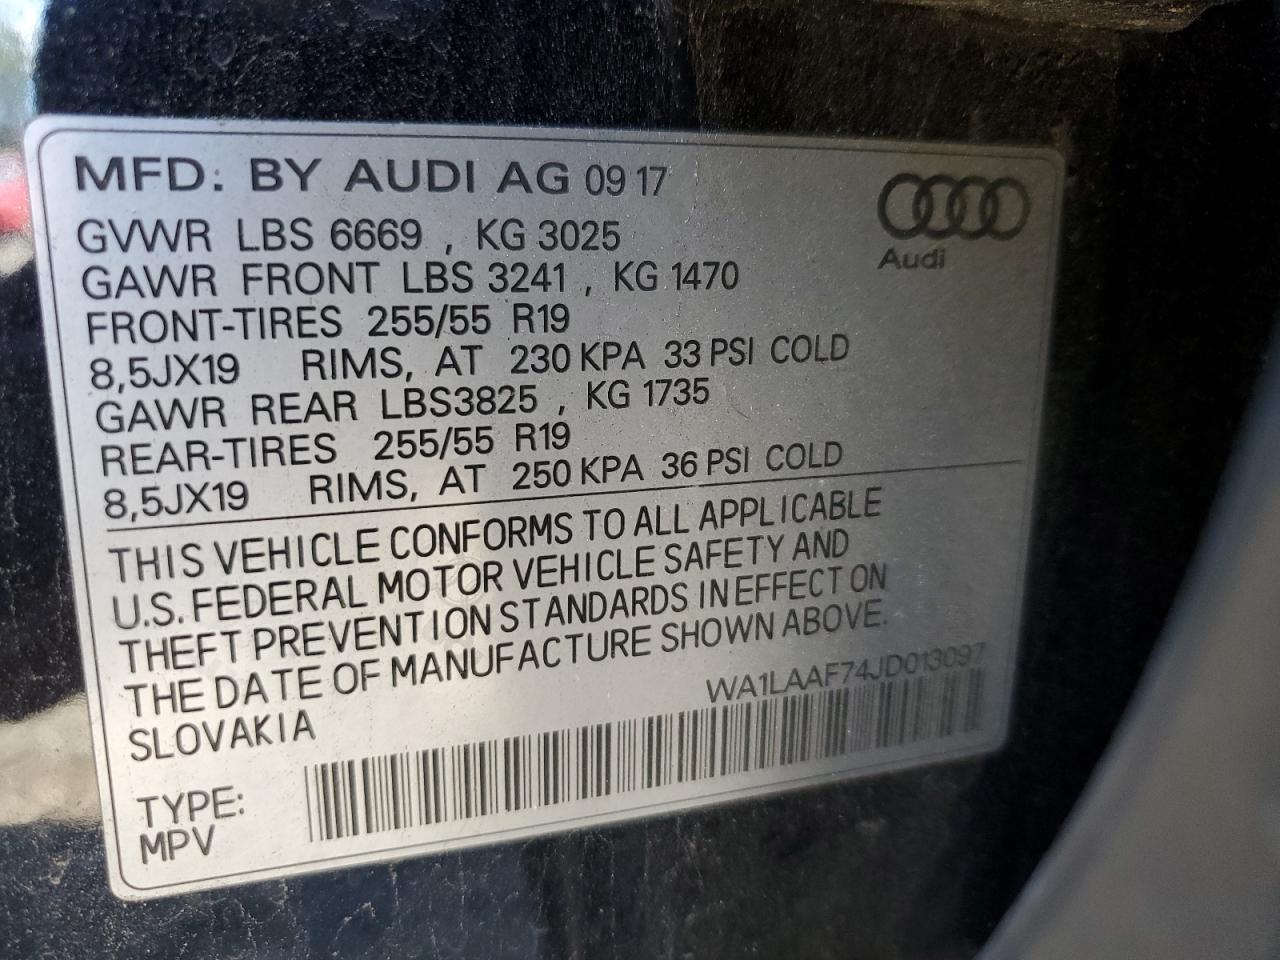 MFD: BY AUDI AG 09 17
Audi
GVWR LBS 6669 , KG 3025
GAWR FRONT LBS 3241 , KG 1470
FRONT-TIRES 255/55 R19
8,5JX19 RIMS, AT 230 KPA 33 PSI COLD
GAWR REAR LBS3825 , KG 1735
REAR-TIRES 255/55 R19
8,5JX19 RIMS, AT 250 KPA 36 PSI COLD
THIS VEHICLE CONFORMS TO ALL APPLICABLE
U.S. FEDERAL MOTOR VEHICLE SAFETY AND
THEFT PREVENTION STANDARDS IN EFFECT ON
THE DATE OF MANUFACTURE SHOWN ABOVE.
SLOVAKIA WA1LAAF74JD013097
TYPE:
MPV